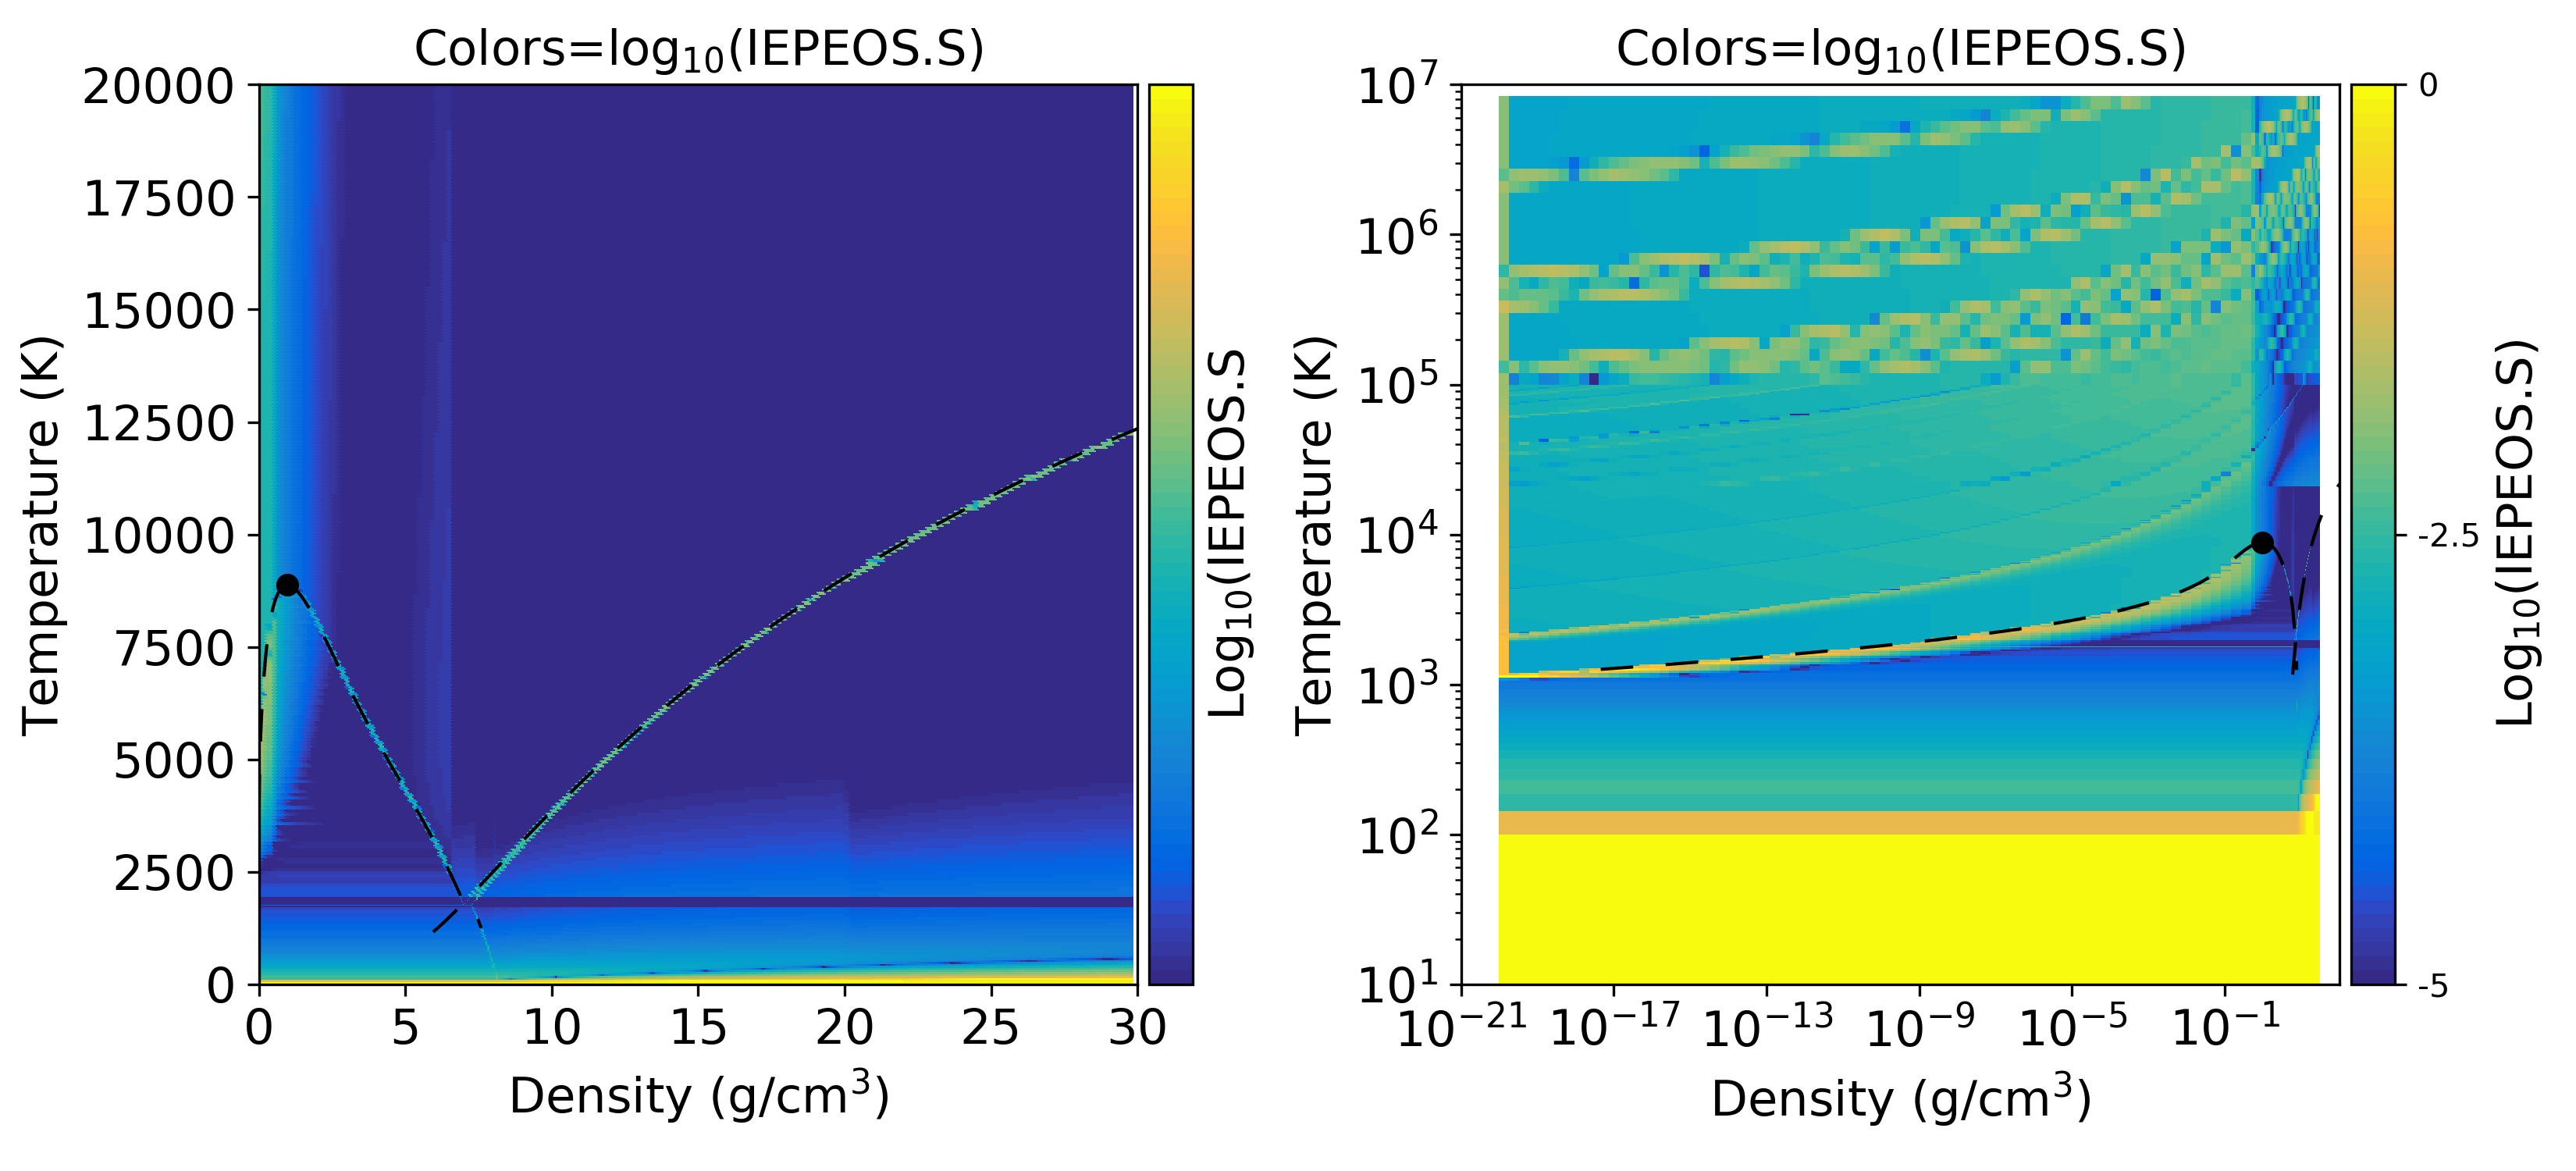 Colors=log₁₀(IEPEOS.S)
20000
17500
15000
12500
10000
7500
5000
2500
0
Temperature (K)
0 5 10 15 20 25 30
Density (g/cm³)
Log₁₀(IEPEOS.S
Colors=log₁₀(IEPEOS.S)
10⁷
10⁶
10⁵
10⁴
10³
10²
10¹
Temperature (K)
10⁻²¹ 10⁻¹⁷ 10⁻¹³ 10⁻⁹ 10⁻⁵ 10⁻¹
Density (g/cm³)
0
-2.5
-5
Log₁₀(IEPEOS.S)